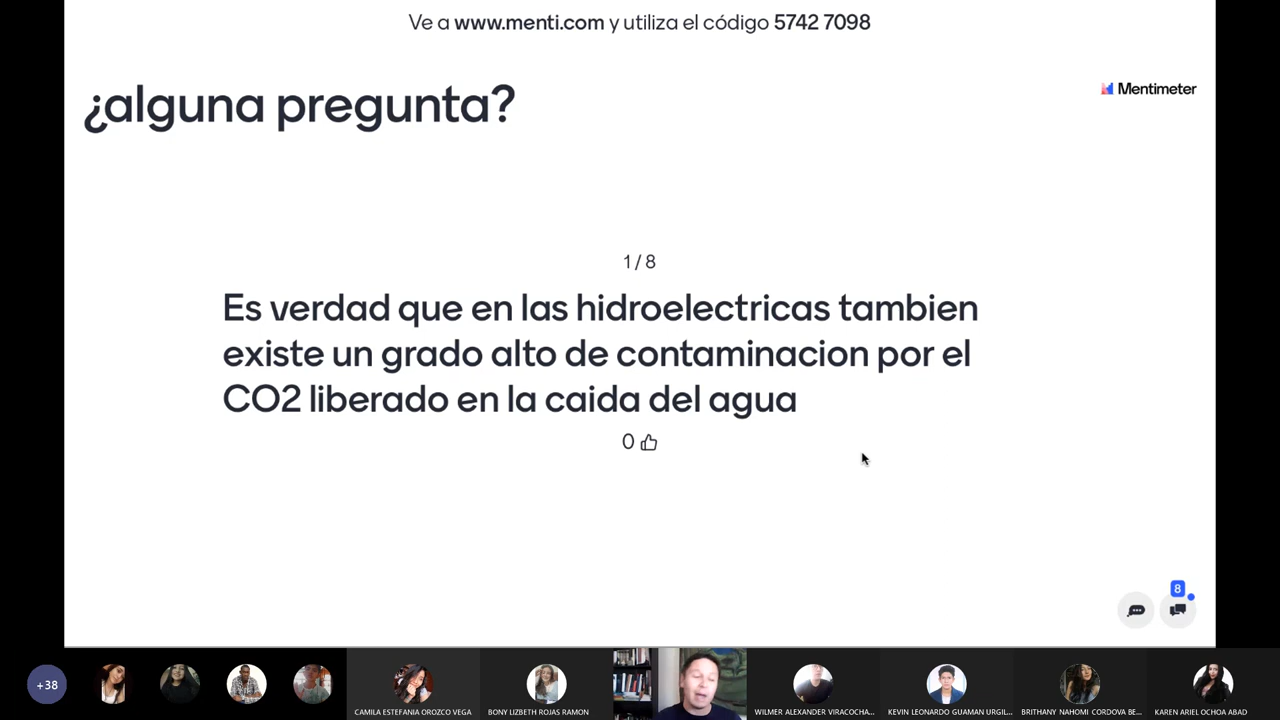 Ve a www.menti.com y utiliza el código 5742 7098
¿alguna pregunta?
Mentimeter
1 / 8
Es verdad que en las hidroelectricas tambien
existe un grado alto de contaminacion por el
CO2 liberado en la caida del agua
0
8
+38
CAMILA ESTEFANIA OROZCO VEGA
BONY LIZBETH ROJAS RAMON
WILMER ALEXANDER VIRACOCHA...
KEVIN LEONARDO GUAMAN URGIL...
BRITHANY NAHOMI CORDOVA BE...
KAREN ARIEL OCHOA ABAD